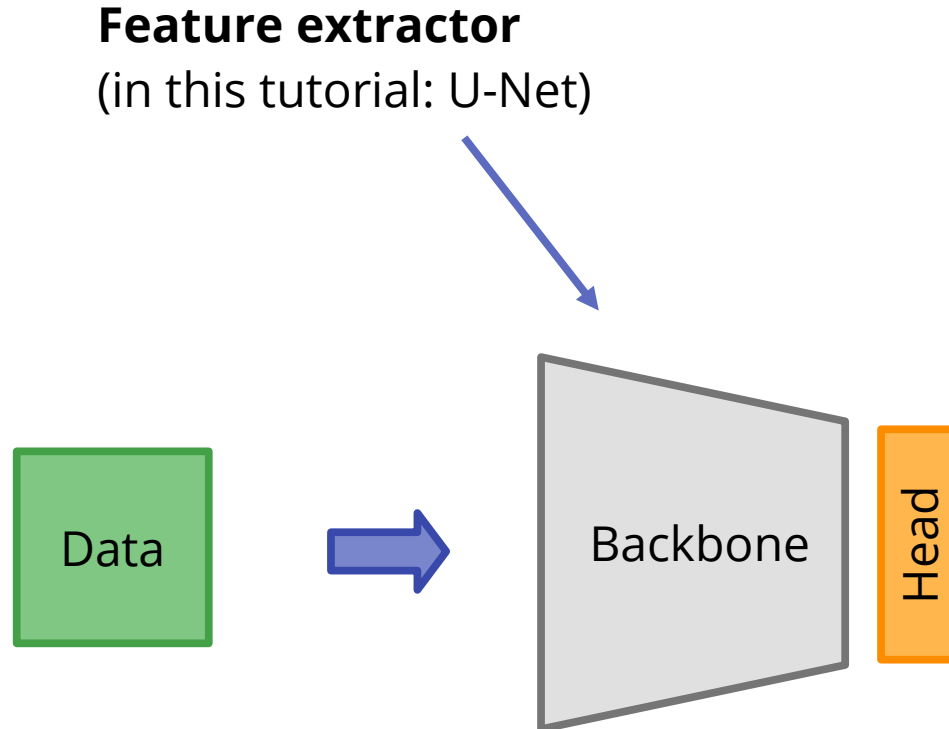 Feature extractor
(in this tutorial: U-Net)
Data
Backbone
Head